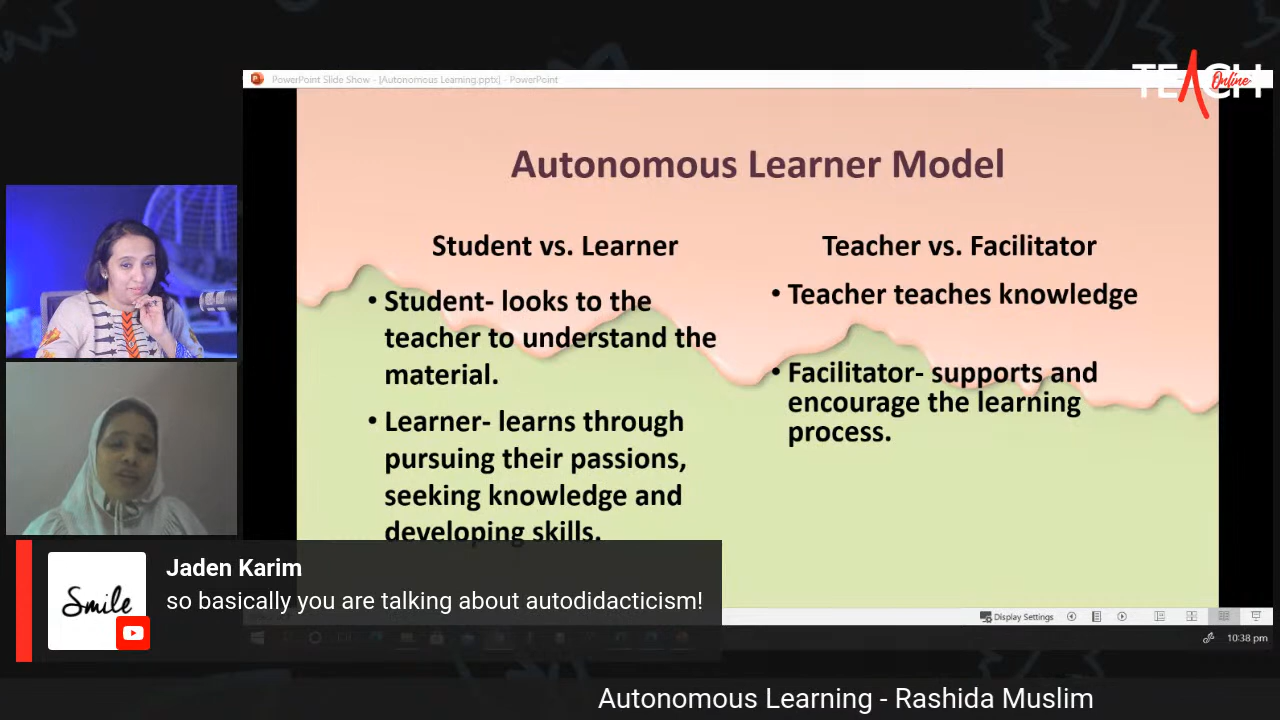 PowerPoint Slide Show - [Autonomous Learning.pptx] - PowerPoint
TEACH
Online
Autonomous Learner Model
Student vs. Learner
• Student- looks to the
teacher to understand the
material.
• Learner- learns through
pursuing their passions,
seeking knowledge and
developing skills.
Teacher vs. Facilitator
• Teacher teaches knowledge
• Facilitator- supports and
encourage the learning
process.
Smile
Jaden Karim
so basically you are talking about autodidacticism!
Display Settings
10:38 pm
Autonomous Learning - Rashida Muslim